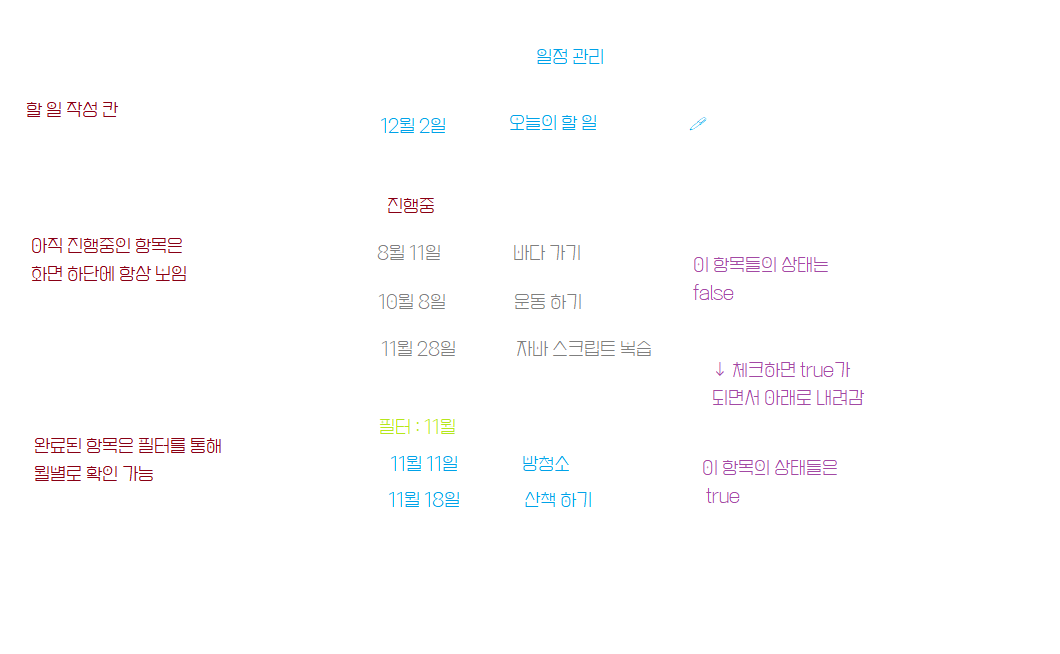 일정 관리
할 일 작성 칸
12월 2일 오늘의 할 일
진행중
아직 진행중인 항목은
화면 하단에 항상 보임
8월 11일 바다 가기
10월 8일 운동 하기
11월 28일 자바 스크립트 복습
이 항목들의 상태는
false
↓ 체크하면 true가
되면서 아래로 내려감
완료된 항목은 필터를 통해
월별로 확인 가능
필터 : 11월
11월 11일 방청소
11월 18일 산책 하기
이 항목의 상태들은
true